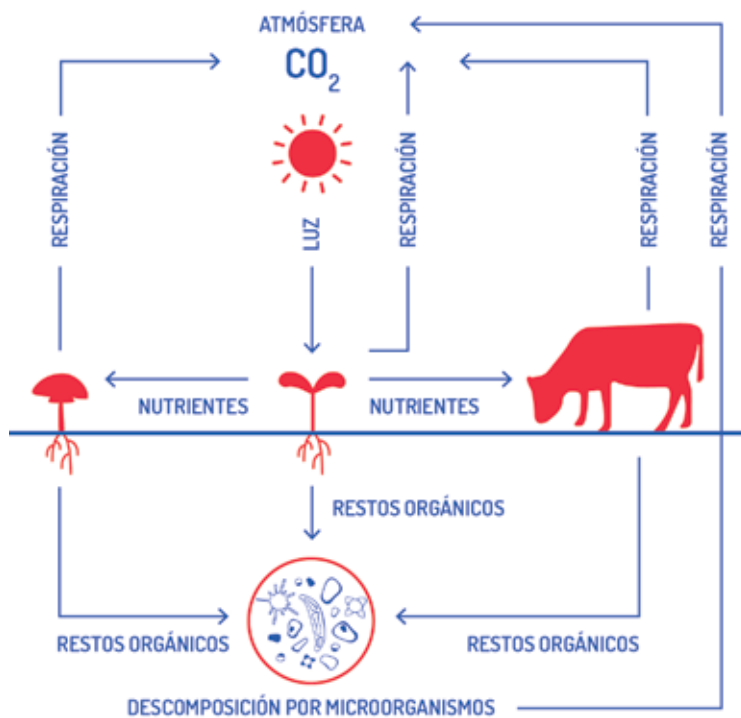 ATMÓSFERA
CO₂
RESPIRACIÓN
LUZ
RESPIRACIÓN
RESPIRACIÓN
RESPIRACIÓN
NUTRIENTES
NUTRIENTES
RESTOS ORGÁNICOS
RESTOS ORGÁNICOS
RESTOS ORGÁNICOS
DESCOMPOSICIÓN POR MICROORGANISMOS